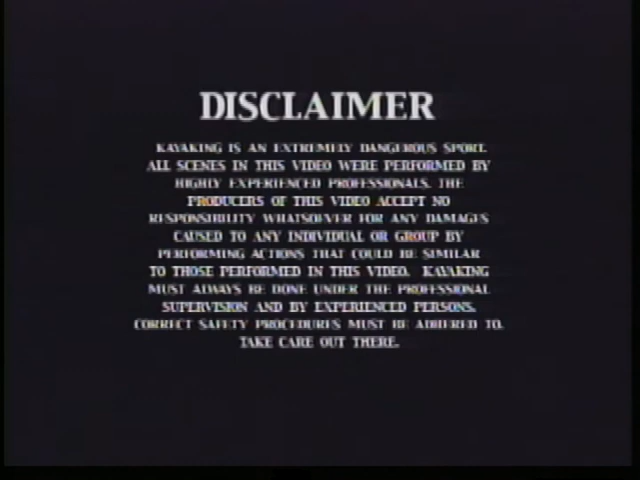 DISCLAIMER
KAYAKING IS AN EXTREMELY DANGEROUS SPORT.
ALL SCENES IN THIS VIDEO WERE PERFORMED BY
HIGHLY EXPERIENCED PROFESSIONALS. THE
PRODUCERS OF THIS VIDEO ACCEPT NO
RESPONSIBILITY WHATSOEVER FOR ANY DAMAGES
CAUSED TO ANY INDIVIDUAL OR GROUP BY
PERFORMING ACTIONS THAT COULD BE SIMILAR
TO THOSE PERFORMED IN THIS VIDEO. KAYAKING
MUST ALWAYS BE DONE UNDER THE PROFESSIONAL
SUPERVISION AND BY EXPERIENCED PERSONS.
CORRECT SAFETY PROCEDURES MUST BE ADHERED TO.
TAKE CARE OUT THERE.